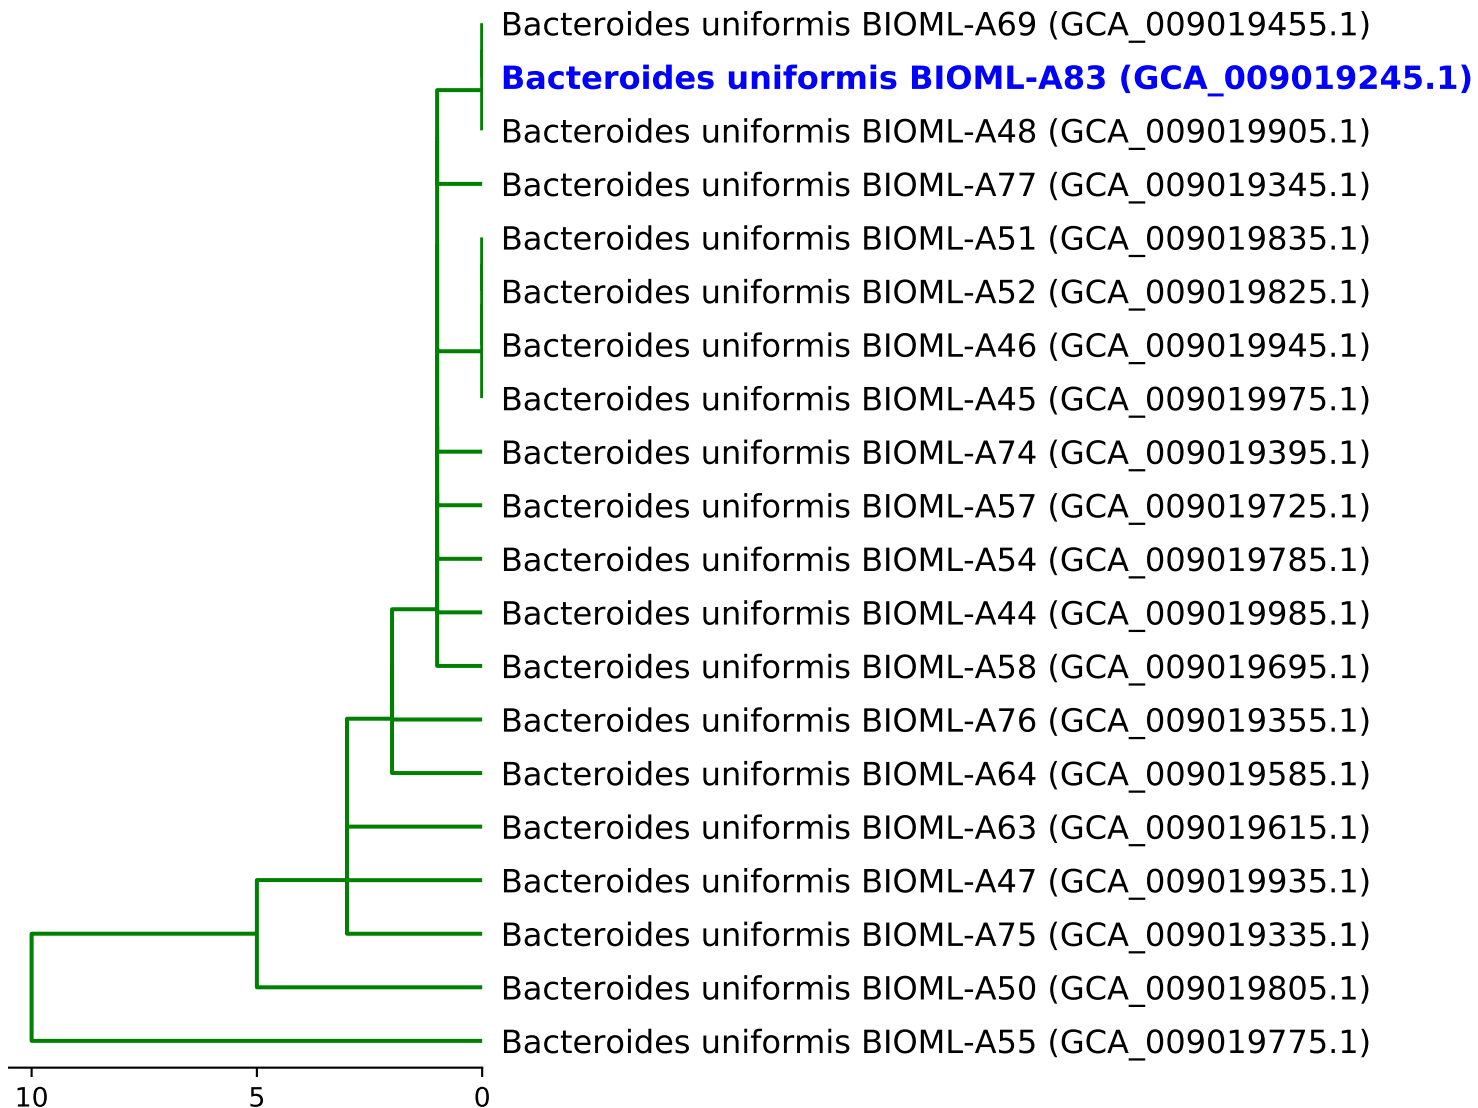 Bacteroides uniformis BIOML-A69 (GCA_009019455.1)
Bacteroides uniformis BIOML-A83 (GCA_009019245.1)
Bacteroides uniformis BIOML-A48 (GCA_009019905.1)
Bacteroides uniformis BIOML-A77 (GCA_009019345.1)
Bacteroides uniformis BIOML-A51 (GCA_009019835.1)
Bacteroides uniformis BIOML-A52 (GCA_009019825.1)
Bacteroides uniformis BIOML-A46 (GCA_009019945.1)
Bacteroides uniformis BIOML-A45 (GCA_009019975.1)
Bacteroides uniformis BIOML-A74 (GCA_009019395.1)
Bacteroides uniformis BIOML-A57 (GCA_009019725.1)
Bacteroides uniformis BIOML-A54 (GCA_009019785.1)
Bacteroides uniformis BIOML-A44 (GCA_009019985.1)
Bacteroides uniformis BIOML-A58 (GCA_009019695.1)
Bacteroides uniformis BIOML-A76 (GCA_009019355.1)
Bacteroides uniformis BIOML-A64 (GCA_009019585.1)
Bacteroides uniformis BIOML-A63 (GCA_009019615.1)
Bacteroides uniformis BIOML-A47 (GCA_009019935.1)
Bacteroides uniformis BIOML-A75 (GCA_009019335.1)
Bacteroides uniformis BIOML-A50 (GCA_009019805.1)
Bacteroides uniformis BIOML-A55 (GCA_009019775.1)
10 5 0